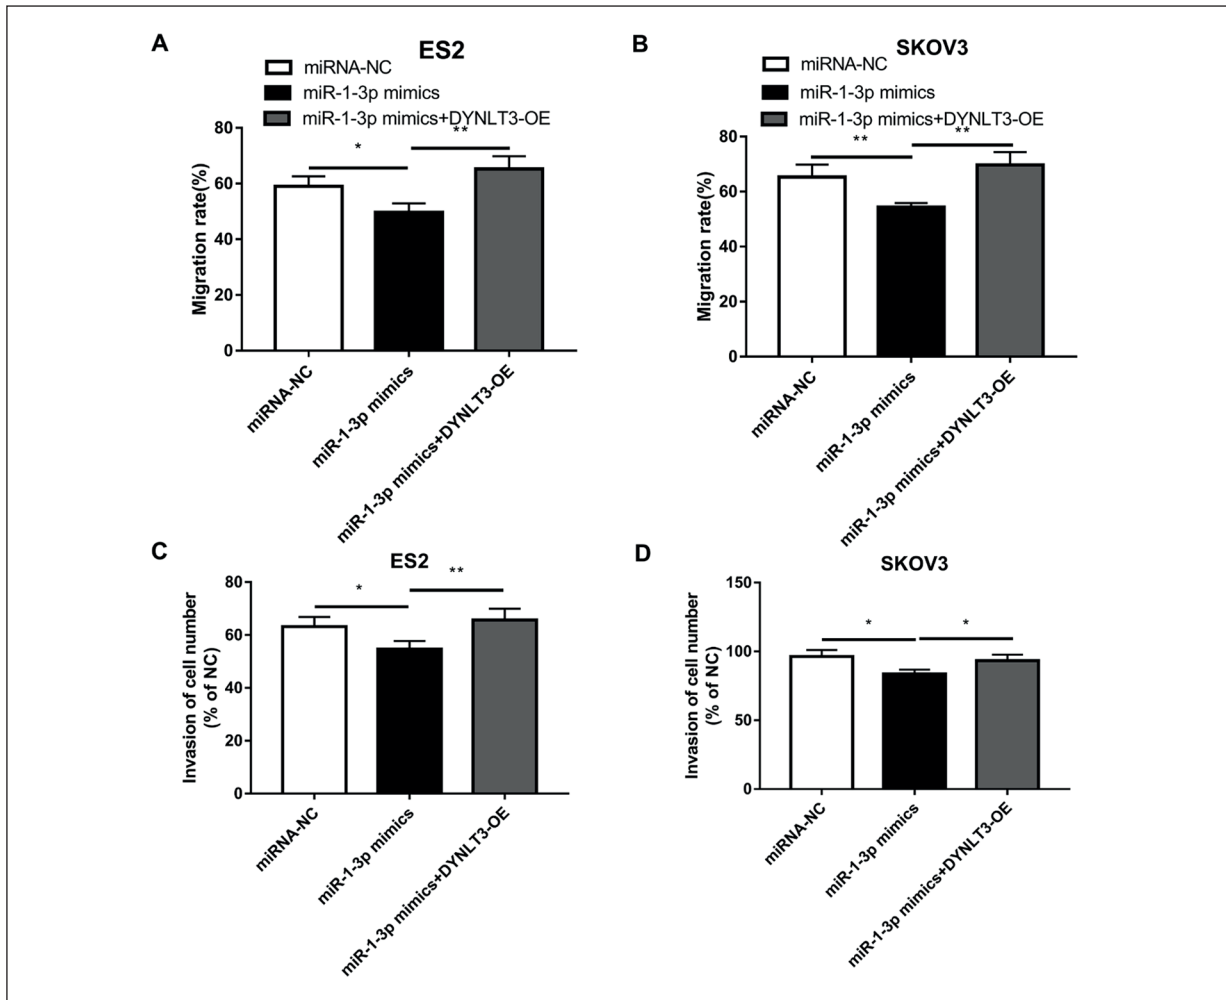 A
ES2
miRNA-NC
miR-1-3p mimics
miR-1-3p mimics+DYNLT3-OE
Migration rate(%)
80
60
40
20
0
*
**
miRNA-NC
miR-1-3p mimics
miR-1-3p mimics+DYNLT3-OE
B
SKOV3
miRNA-NC
miR-1-3p mimics
miR-1-3p mimics+DYNLT3-OE
Migration rate(%)
80
60
40
20
0
**
**
miRNA-NC
miR-1-3p mimics
miR-1-3p mimics+DYNLT3-OE
C
ES2
Invasion of cell number
(% of NC)
80
60
40
20
0
*
**
miRNA-NC
miR-1-3p mimics
miR-1-3p mimics+DYNLT3-OE
D
SKOV3
Invasion of cell number
(% of NC)
150
100
50
0
*
*
miRNA-NC
miR-1-3p mimics
miR-1-3p mimics+DYNLT3-OE